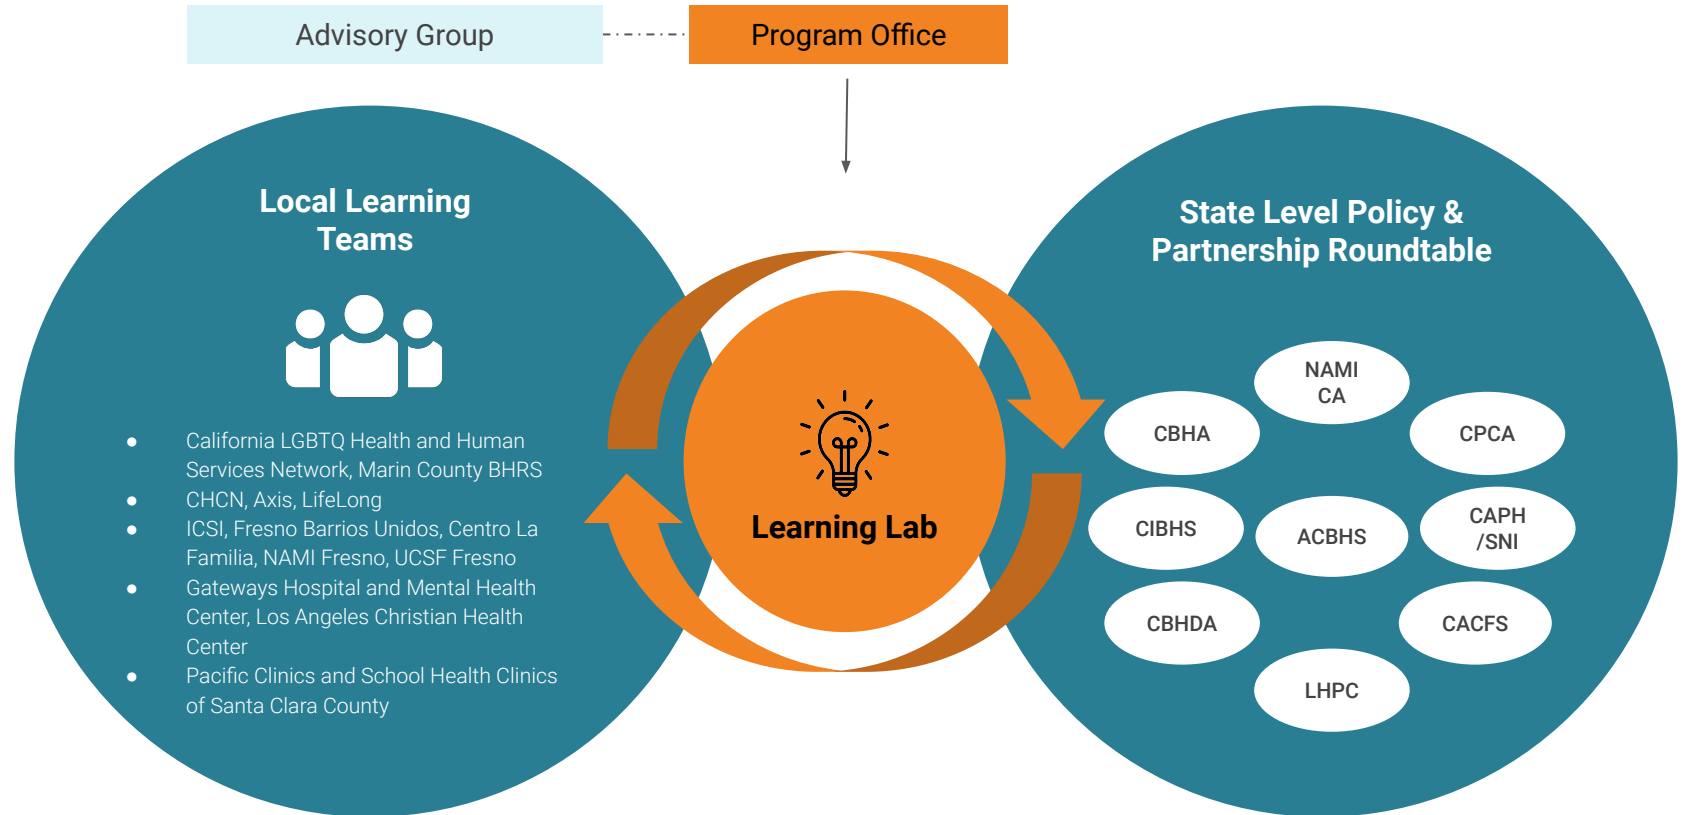 Advisory Group
Program Office
Local Learning
Teams
● California LGBTQ Health and Human
Services Network, Marin County BHRS
● CHCN, Axis, LifeLong
● ICSI, Fresno Barrios Unidos, Centro La
Familia, NAMI Fresno, UCSF Fresno
● Gateways Hospital and Mental Health
Center, Los Angeles Christian Health
Center
● Pacific Clinics and School Health Clinics
of Santa Clara County
Learning Lab
State Level Policy &
Partnership Roundtable
NAMI
CA
CBHA
CPCA
CIBHS
ACBHS
CAPH
/SNI
CBHDA
CACFS
LHPC